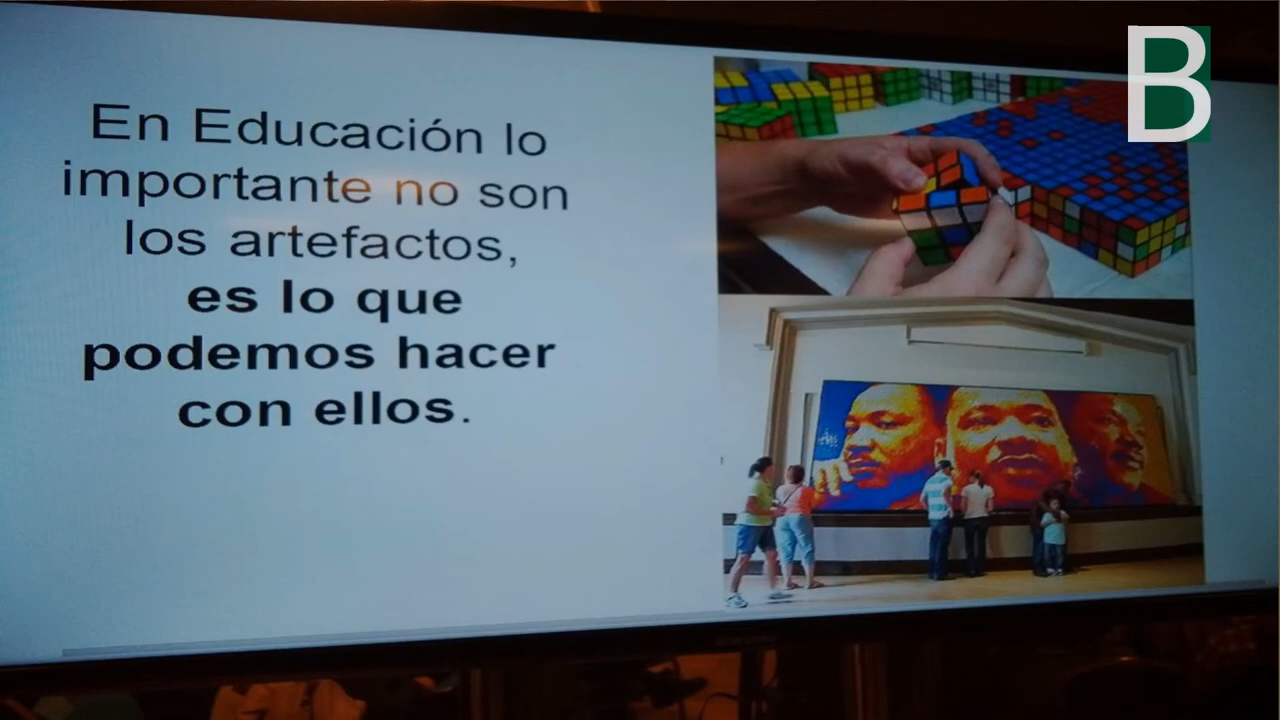 En Educación lo
importante no son
los artefactos,
es lo que
podemos hacer
con ellos.
B